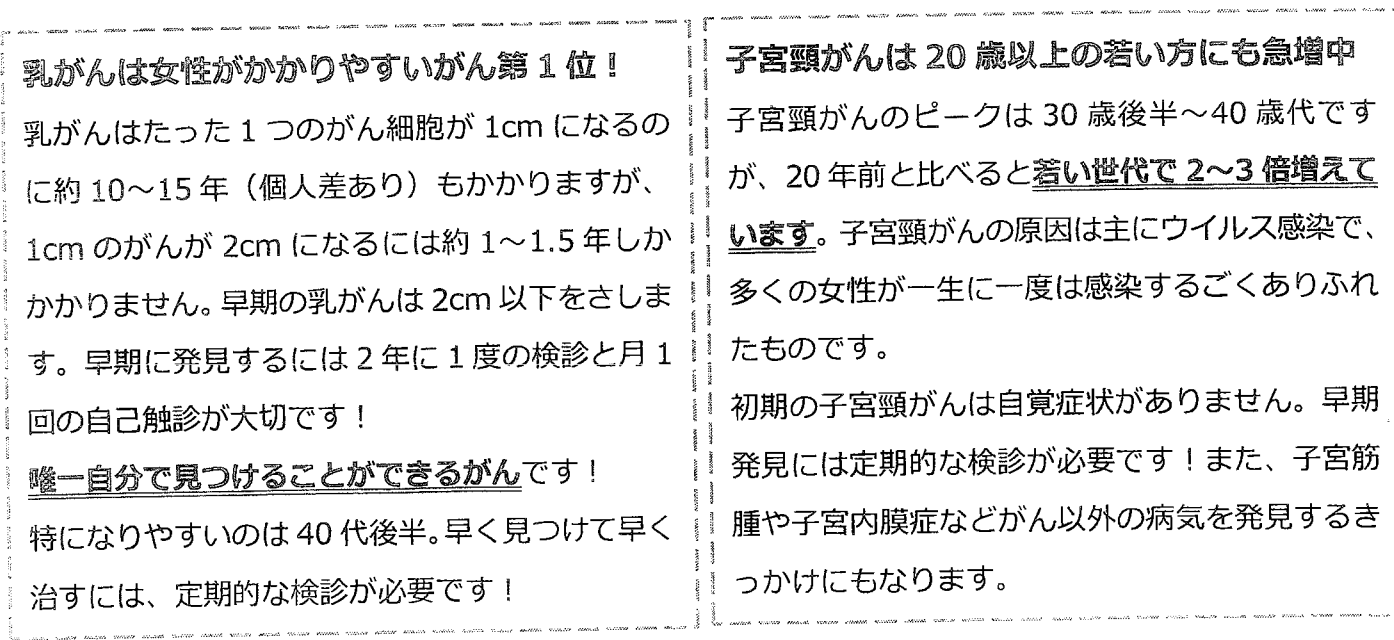 乳がんは女性がかかりやすいがん第1位！
乳がんはたった1つのがん細胞が1cmになるの
に約10～15年（個人差あり）もかかりますが、
1cmのがんが2cmになるには約1～1.5年しか
かかりません。早期の乳がんは2cm以下をさしま
す。早期に発見するには2年に1度の検診と月1
回の自己触診が大切です！
唯一自分で見つけることができるがんです！
特になりやすいのは40代後半。早く見つけて早く
治すには、定期的な検診が必要です！
子宮頸がんは20歳以上の若い方にも急増中
子宮頸がんのピークは30歳後半～40歳代です
が、20年前と比べると若い世代で2～3倍増えて
います。子宮頸がんの原因は主にウイルス感染で、
多くの女性が一生に一度は感染するごくありふれ
たものです。
初期の子宮頸がんは自覚症状がありません。早期
発見には定期的な検診が必要です！また、子宮筋
腫や子宮内膜症などがん以外の病気を発見するき
っかけにもなります。